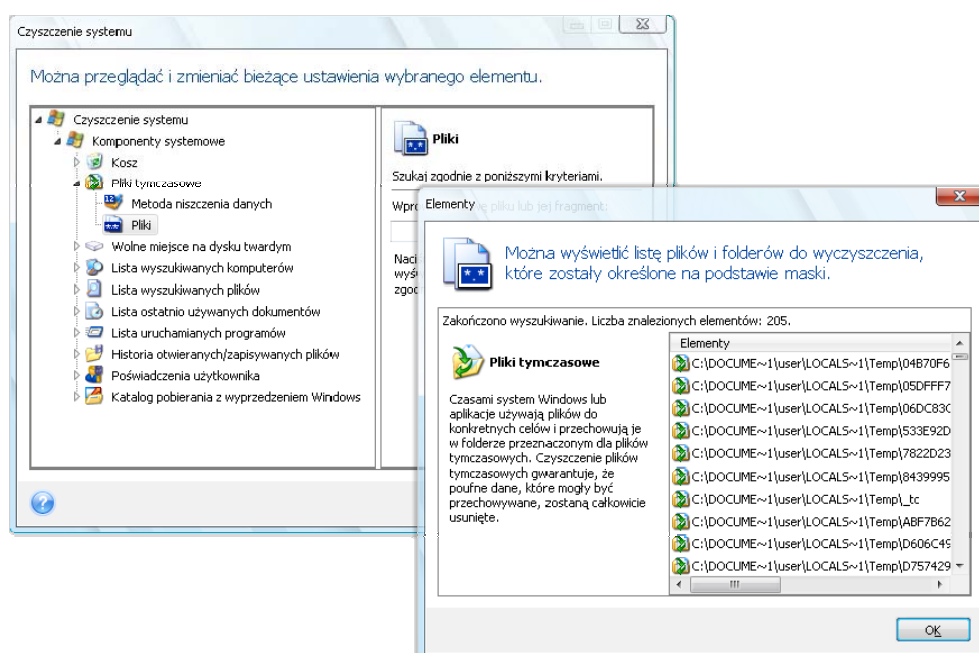 Czyszczenie systemu
Można przeglądać i zmieniać bieżące ustawienia wybranego elementu.
Czyszczenie systemu
Komponenty systemowe
Kosz
Pliki tymczasowe
Metoda niszczenia danych
Pliki
Wolne miejsce na dysku twardym
Lista wyszukiwanych komputerów
Lista wyszukiwanych plików
Lista ostatnio używanych dokumentów
Lista uruchamianych programów
Historia otwieranych/zapisywanych plików
Poświadczenia użytkownika
Katalog pobierania z wyprzedzeniem Windows
Pliki
Szukaj zgodnie z poniższymi kryteriami.
pliku lub jej fragment:
Elementy
Można wyświetlić listę plików i folderów do wyczyszczenia,
które zostały określone na podstawie maski.
Zakończono wyszukiwanie. Liczba znalezionych elementów: 205.
Pliki tymczasowe
Czasami system Windows lub
aplikacje używają plików do
konkretnych celów i przechowują je
w folderze przeznaczonym dla plików
tymczasowych. Czyszczenie plików
tymczasowych gwarantuje, że
poufne dane, które mogły być
przechowywane, zostaną całkowicie
usunięte.
Elementy
C:\DOCUME~1\user\LOCALS~1\Temp\04B70F6
C:\DOCUME~1\user\LOCALS~1\Temp\05DFFF7
C:\DOCUME~1\user\LOCALS~1\Temp\06DC83C
C:\DOCUME~1\user\LOCALS~1\Temp\533E92D
C:\DOCUME~1\user\LOCALS~1\Temp\7822D23
C:\DOCUME~1\user\LOCALS~1\Temp\8439995
C:\DOCUME~1\user\LOCALS~1\Temp\_tc
C:\DOCUME~1\user\LOCALS~1\Temp\ABF7B62
C:\DOCUME~1\user\LOCALS~1\Temp\D606C49
C:\DOCUME~1\user\LOCALS~1\Temp\D757429
OK